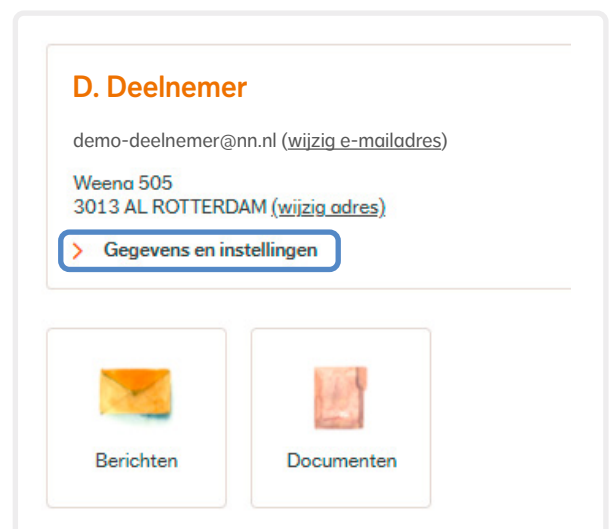 D. Deelnemer
demo-deelnemer@nn.nl (wijzig e-mailadres)
Weena 505
3013 AL ROTTERDAM (wijzig adres)
> Gegevens en instellingen
Berichten
Documenten